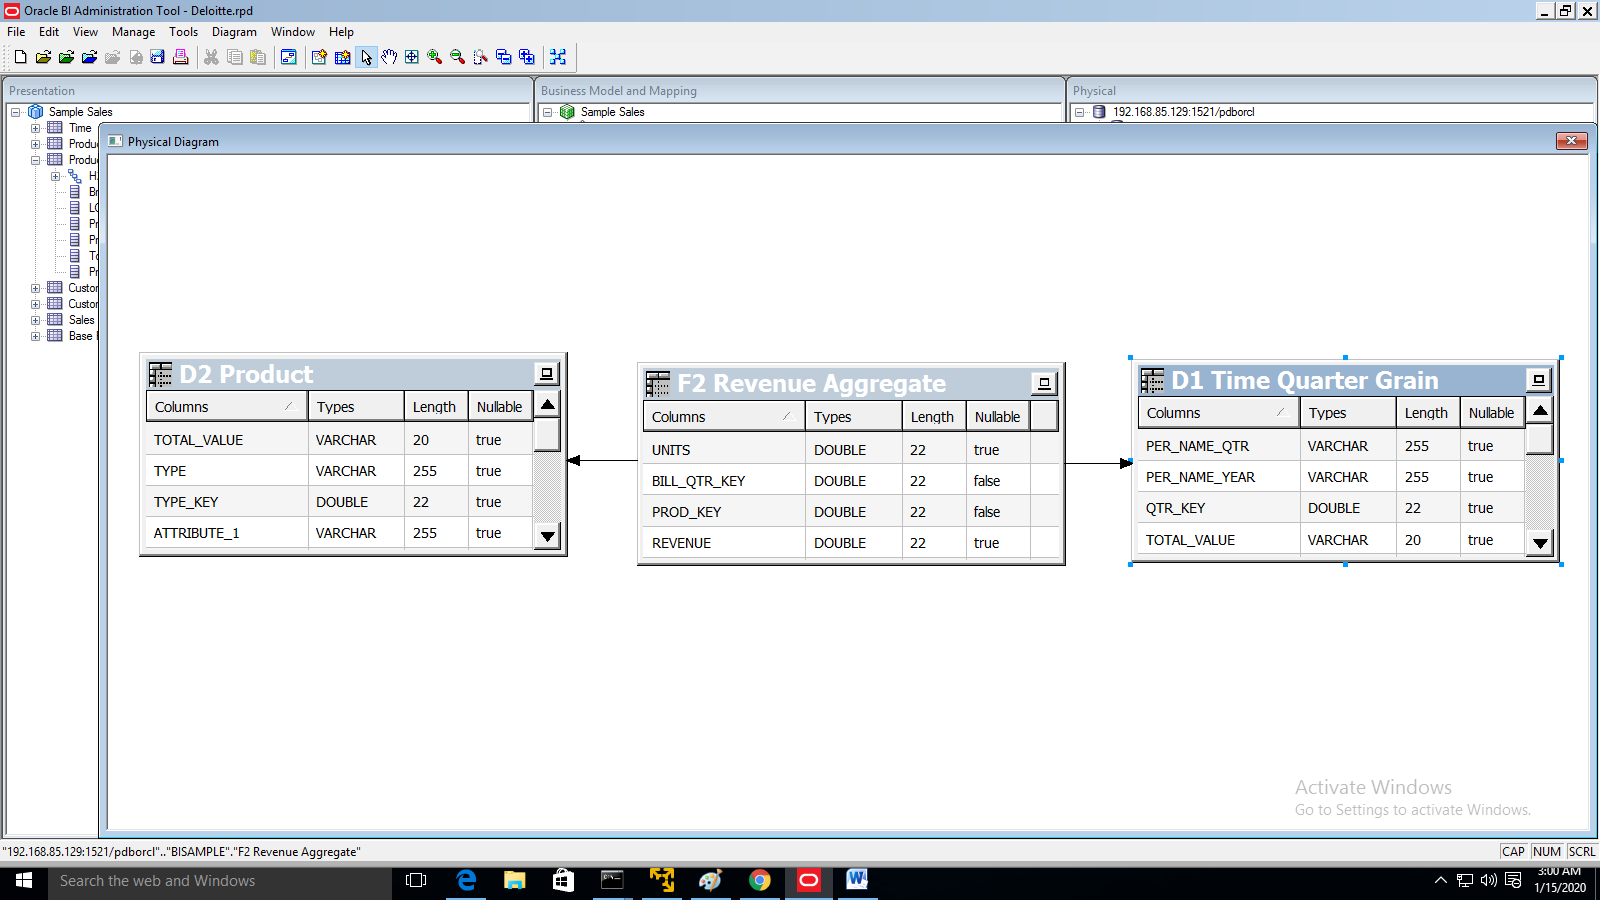 Oracle BI Administration Tool - Deloitte.rpd
File Edit View Manage Tools Diagram Window Help
Presentation
Business Model and Mapping
Physical
Sample Sales
Sample Sales
192.168.85.129:1521/pdborcl
Time
Physical Diagram
Custor
Custor
Sales
Base
D2 Product
Columns Types Length Nullable
TOTAL_VALUE VARCHAR 20 true
TYPE VARCHAR 255 true
TYPE_KEY DOUBLE 22 true
ATTRIBUTE_1 VARCHAR 255 true
F2 Revenue Aggregate
Columns Types Length Nullable
UNITS DOUBLE 22 true
BILL_QTR_KEY DOUBLE 22 false
PROD_KEY DOUBLE 22 false
REVENUE DOUBLE 22 true
D1 Time Quarter Grain
Columns Types Length Nullable
PER_NAME_QTR VARCHAR 255 true
PER_NAME_YEAR VARCHAR 255 true
QTR_KEY DOUBLE 22 true
TOTAL_VALUE VARCHAR 20 true
Activate Windows
Go to Settings to activate Windows.
"192.168.85.129:1521/pdborcl".."BISAMPLE"."F2 Revenue Aggregate"
CAP NUM SCRL
Search the web and Windows
3:00 AM
1/15/2020